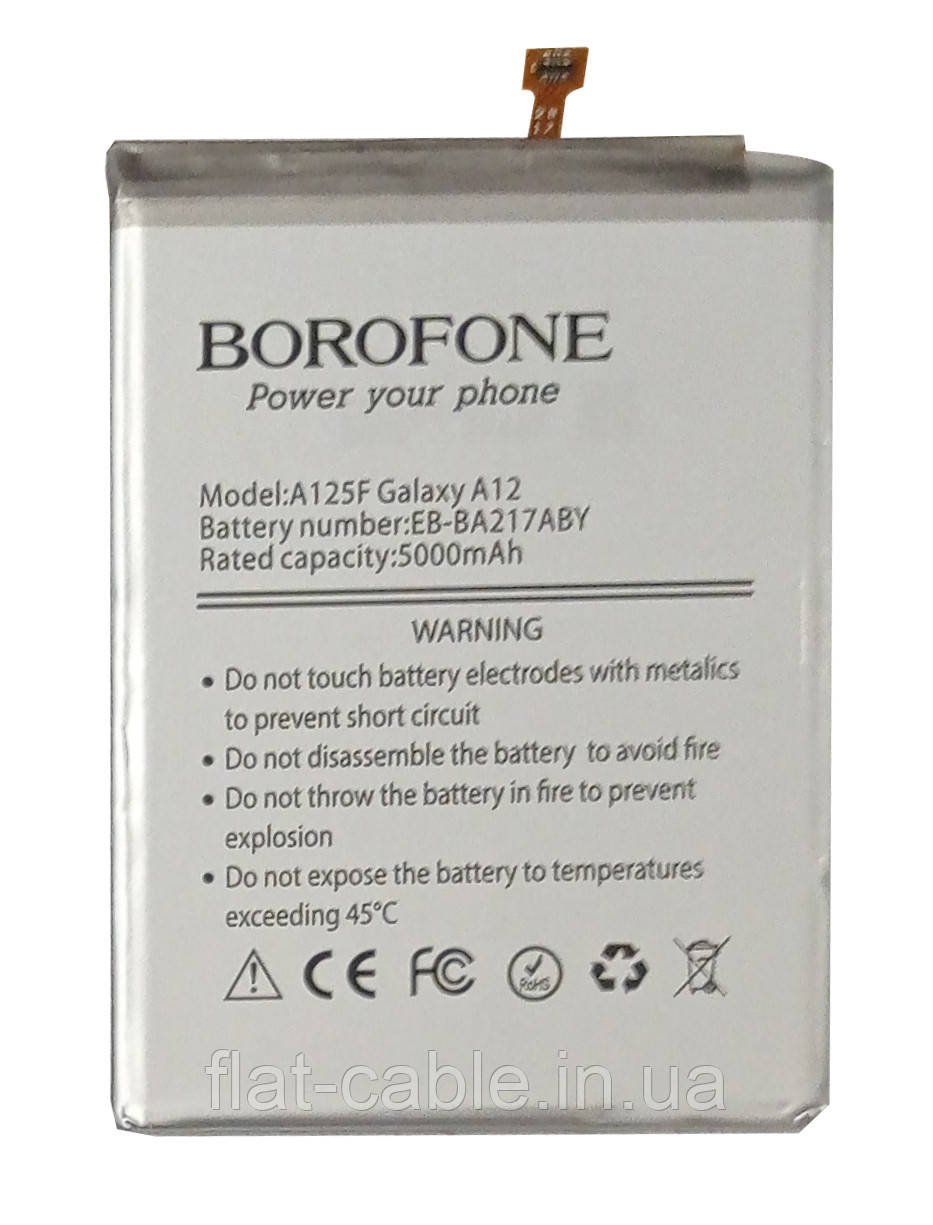 BOROFONE
Power your phone
Model:A125F Galaxy A12
Battery number:EB-BA217ABY
Rated capacity:5000mAh
WARNING
• Do not touch battery electrodes with metalics
to prevent short circuit
• Do not disassemble the battery to avoid fire
• Do not throw the battery in fire to prevent
explosion
• Do not expose the battery to temperatures
exceeding 45°C
CE FC RoHS
flat-cable.in.ua